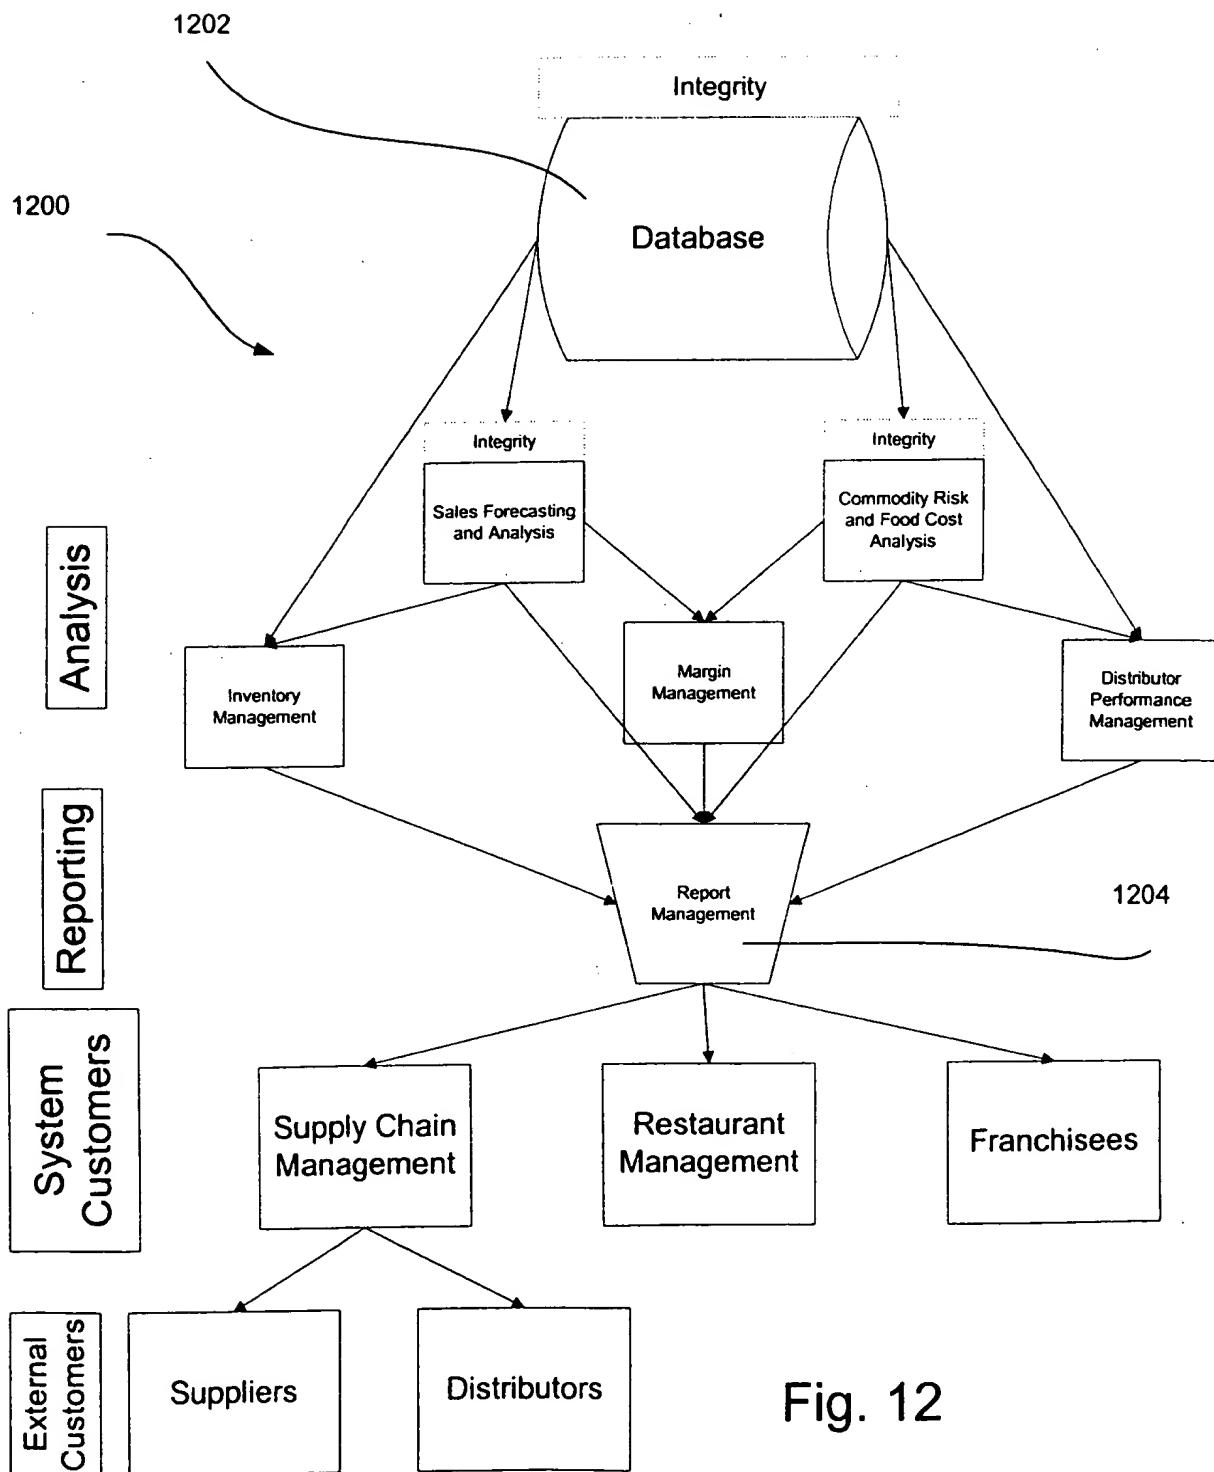 1202
Integrity
1200
Database
Integrity
Integrity
Sales Forecasting
and Analysis
Commodity Risk
and Food Cost
Analysis
Analysis
Inventory
Management
Margin
Management
Distributor
Performance
Management
Reporting
Report
Management
1204
System
Customers
Supply Chain
Management
Restaurant
Management
Franchisees
External
Customers
Suppliers
Distributors
Fig. 12